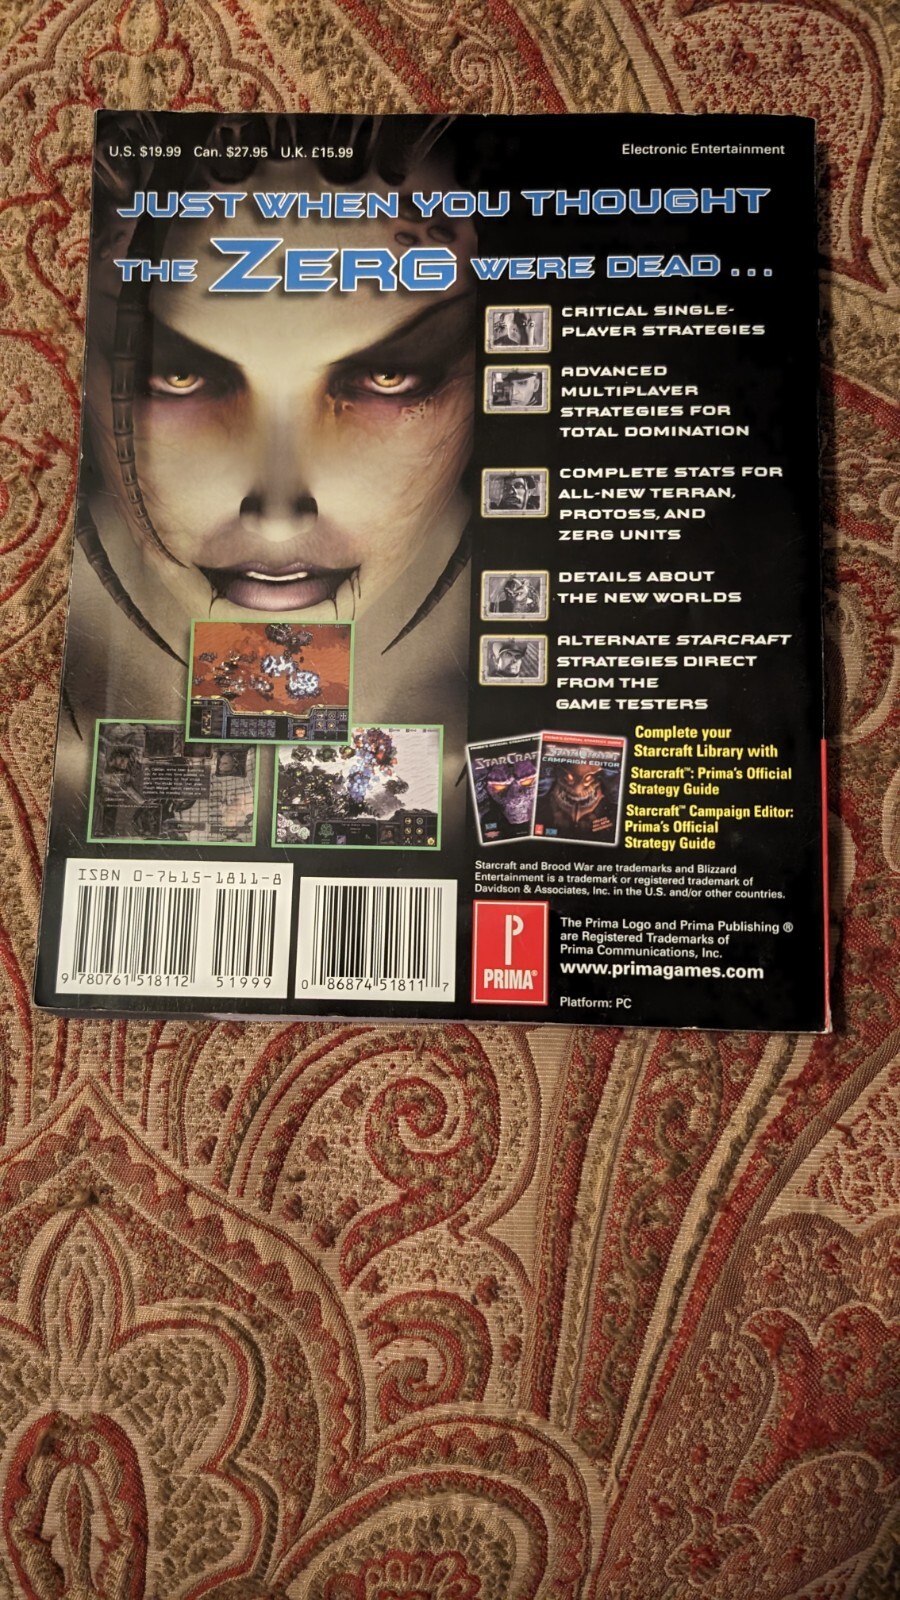 U.S. $19.99 Can. $27.95 U.K. £15.99
Electronic Entertainment
JUST WHEN YOU THOUGHT
THE ZERG WERE DEAD ...
CRITICAL SINGLE-
PLAYER STRATEGIES
ADVANCED
MULTIPLAYER
STRATEGIES FOR
TOTAL DOMINATION
COMPLETE STATS FOR
ALL-NEW TERRAN,
PROTOSS, AND
ZERG UNITS
DETAILS ABOUT
THE NEW WORLDS
ALTERNATE STARCRAFT
STRATEGIES DIRECT
FROM THE
GAME TESTERS
STARCRAFT
STARCRAFT
CAMPAIGN EDITOR
Complete your
Starcraft Library with
Starcraft™: Prima's Official
Strategy Guide
Starcraft™ Campaign Editor:
Prima's Official
Strategy Guide
Starcraft and Brood War are trademarks and Blizzard
Entertainment is a trademark or registered trademark of
Davidson & Associates, Inc. in the U.S. and/or other countries.
ISBN 0-7615-1811-8
9 780761 518112
51999
0 86874 51811 7
P
PRIMA®
The Prima Logo and Prima Publishing ®
are Registered Trademarks of
Prima Communications, Inc.
www.primagames.com
Platform: PC